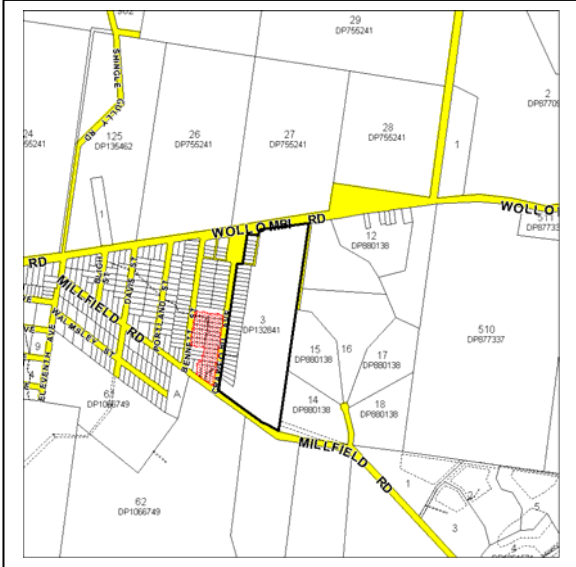 29
DP755241
SHINGLE GULLY RD
125
DP135462
26
DP755241
27
DP755241
28
DP755241
1
2
1
WOLLOMBI RD
WOLLO
RD
12
DP880138
BLIGH ST
DAVIS ST
PORTLAND ST
BENNETT ST
MILLFIELD RD
WALMSLEY ST
ELEVENTH AVE
9
A
3
DP132841
15
DP880138
16
17
DP880138
14
DP880138
18
DP880138
510
DP877337
DP1066749
62
DP1066749
MILLFIELD RD
1
2
3
4
5